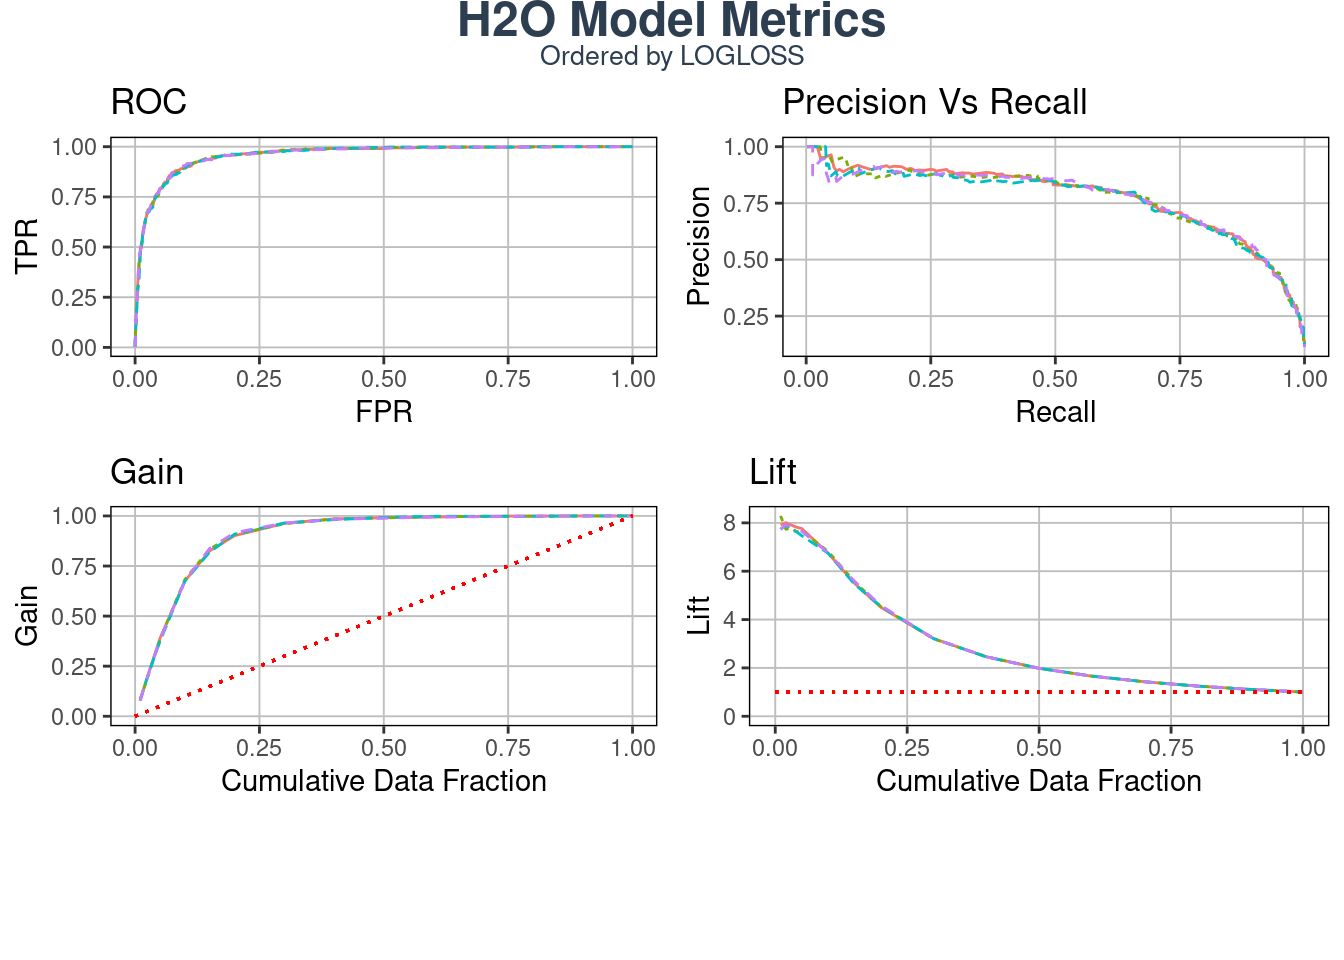 H2O Model Metrics
Ordered by LOGLOSS
ROC
1.00
0.75
0.50
0.25
0.00
TPR
0.00 0.25 0.50 0.75 1.00
FPR
Precision Vs Recall
1.00
0.75
0.50
0.25
Precision
0.00 0.25 0.50 0.75 1.00
Recall
Gain
1.00
0.75
0.50
0.25
0.00
Gain
0.00 0.25 0.50 0.75 1.00
Cumulative Data Fraction
Lift
8
6
4
2
0
Lift
0.00 0.25 0.50 0.75 1.00
Cumulative Data Fraction